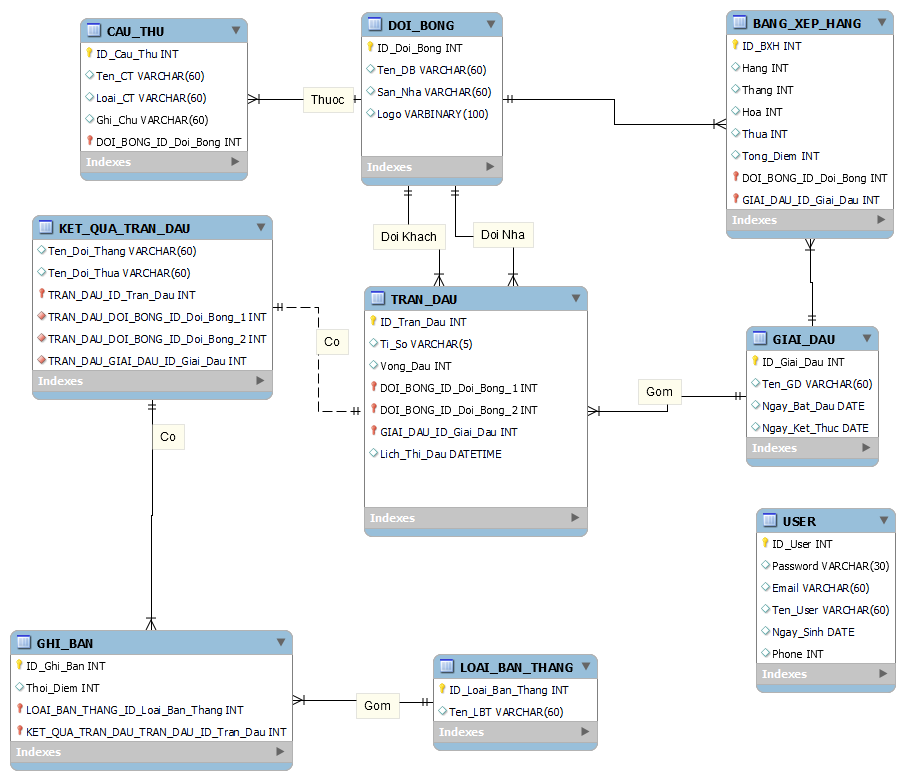 CAU_THU
ID_Cau_Thu INT
Ten_CT VARCHAR(60)
Loai_CT VARCHAR(60)
Ghi_Chu VARCHAR(60)
DOI_BONG_ID_Doi_Bong INT
Indexes
Thuoc
DOI_BONG
ID_Doi_Bong INT
Ten_DB VARCHAR(60)
San_Nha VARCHAR(60)
Logo VARBINARY(100)
Indexes
BANG_XEP_HANG
ID_BXH INT
Hang INT
Thang INT
Hoa INT
Thua INT
Tong_Diem INT
DOI_BONG_ID_Doi_Bong INT
GIAI_DAU_ID_Giai_Dau INT
Indexes
Doi Khach
Doi Nha
KET_QUA_TRAN_DAU
Ten_Doi_Thang VARCHAR(60)
Ten_Doi_Thua VARCHAR(60)
TRAN_DAU_ID_Tran_Dau INT
TRAN_DAU_DOI_BONG_ID_Doi_Bong_1 INT
TRAN_DAU_DOI_BONG_ID_Doi_Bong_2 INT
TRAN_DAU_GIAI_DAU_ID_Giai_Dau INT
Indexes
Co
TRAN_DAU
ID_Tran_Dau INT
Ti_So VARCHAR(5)
Vong_Dau INT
DOI_BONG_ID_Doi_Bong_1 INT
DOI_BONG_ID_Doi_Bong_2 INT
GIAI_DAU_ID_Giai_Dau INT
Lich_Thi_Dau DATETIME
Indexes
Gom
GIAI_DAU
ID_Giai_Dau INT
Ten_GD VARCHAR(60)
Ngay_Bat_Dau DATE
Ngay_Ket_Thuc DATE
Indexes
Co
USER
ID_User INT
Password VARCHAR(30)
Email VARCHAR(60)
Ten_User VARCHAR(60)
Ngay_Sinh DATE
Phone INT
Indexes
GHI_BAN
ID_Ghi_Ban INT
Thoi_Diem INT
LOAI_BAN_THANG_ID_Loai_Ban_Thang INT
KET_QUA_TRAN_DAU_TRAN_DAU_ID_Tran_Dau INT
Indexes
Gom
LOAI_BAN_THANG
ID_Loai_Ban_Thang INT
Ten_LBT VARCHAR(60)
Indexes